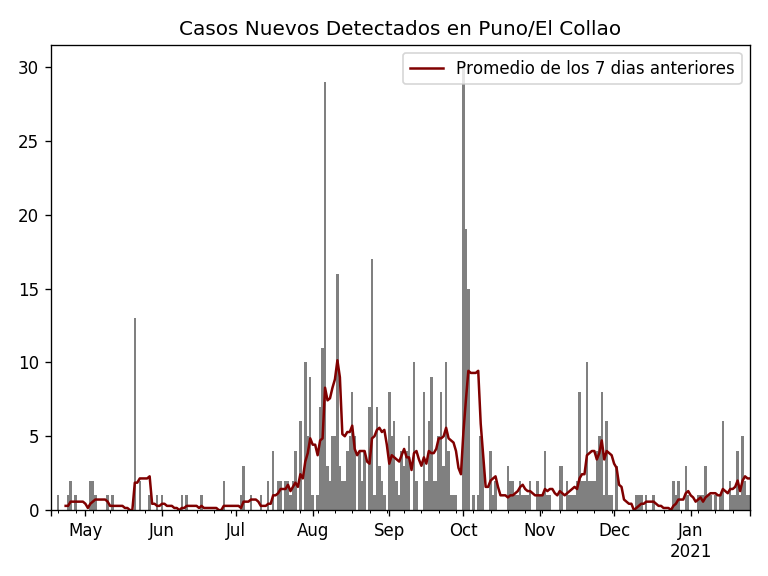 Casos Nuevos Detectados en Puno/El Collao
Promedio de los 7 dias anteriores
30
25
20
15
10
5
0
May Jun Jul Aug Sep Oct Nov Dec Jan
2021